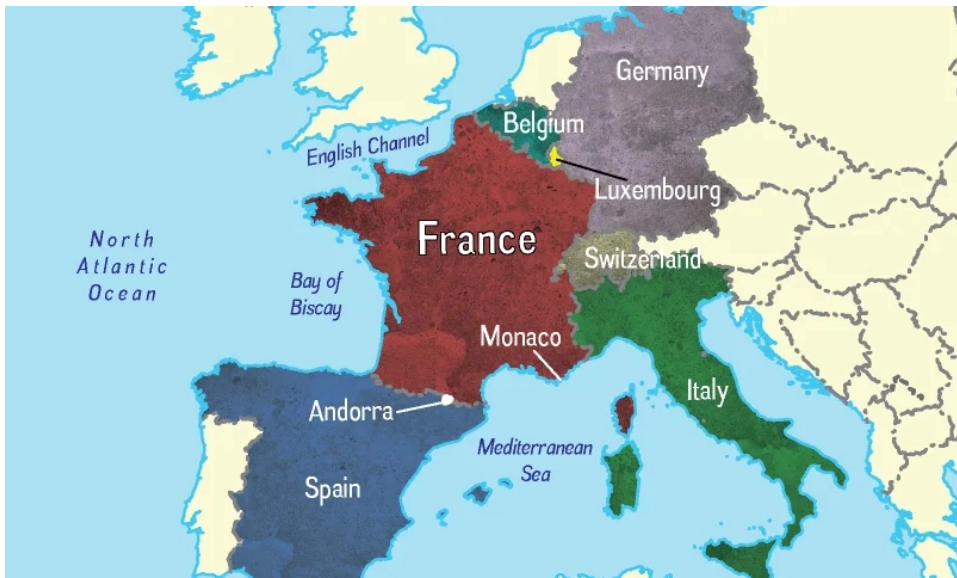 Germany
Belgium
English Channel
Luxembourg
France
North
Atlantic
Ocean
Switzerland
Bay of
Biscay
Monaco
Andorra
Italy
Mediterranean
Sea
Spain